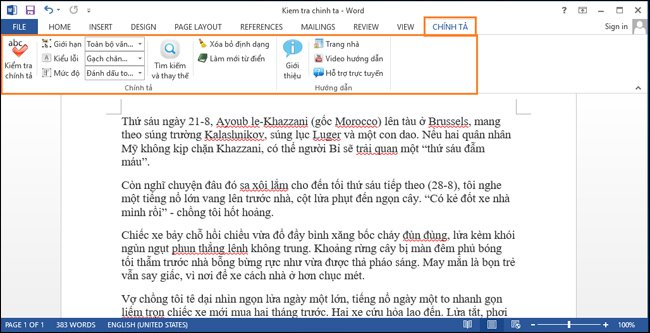 Kiem tra chinh ta - Word
FILE HOME INSERT DESIGN PAGE LAYOUT REFERENCES MAILINGS REVIEW VIEW CHÍNH TẢ Sign in
abc
Kiểm tra chính tả
Giới hạn Toàn bộ văn...
Kiểu lỗi Gạch chân...
Mức độ Đánh dấu to...
Tìm kiếm và thay thế
Xóa bỏ định dạng
Làm mới từ điển
Chính tả
Giới thiệu
Trang nhà
Video hướng dẫn
Hỗ trợ trực tuyến
Hướng dẫn
Thứ sáu ngày 21-8, Ayoub le-Khazzani (gốc Morocco) lên tàu ở Brussels, mang
theo súng trường Kalashnikov, súng lục Luger và một con dao. Nếu hai quân nhân
Mỹ không kịp chặn Khazzani, có thể người Bỉ sẽ trải quan một “thứ sáu đẫm
máu”.
Còn nghĩ chuyện đâu đó sa xôi lắm cho đến tối thứ sáu tiếp theo (28-8), tôi nghe
một tiếng nổ lớn vang lên trước nhà, cột lửa phụt đến ngọn cây. “Có kẻ đốt xe nhà
mình rồi” - chồng tôi hốt hoảng.
Chiếc xe bảy chỗ hồi chiều vừa đổ đầy bình xăng bốc cháy đùn đùng, lửa kèm khói
ngùn ngụt phun thẳng lênh không trung. Khoảng rừng cây bị màn đêm phủ bóng
tối thẫm trước nhà bỗng bừng rực như vừa được thả pháo sáng. May mắn là bọn trẻ
vẫn say giấc, vì nơi để xe cách nhà ở hơn chục mét.
Vợ chồng tôi tê dại nhìn ngọn lửa ngày một lớn, tiếng nổ ngày một to nhanh gọn
liếm trọn chiếc xe mới mua hai tháng trước. Hai xe cứu hỏa lao đến. Lửa tắt, phơi
PAGE 1 OF 1 383 WORDS ENGLISH (UNITED STATES) 100%